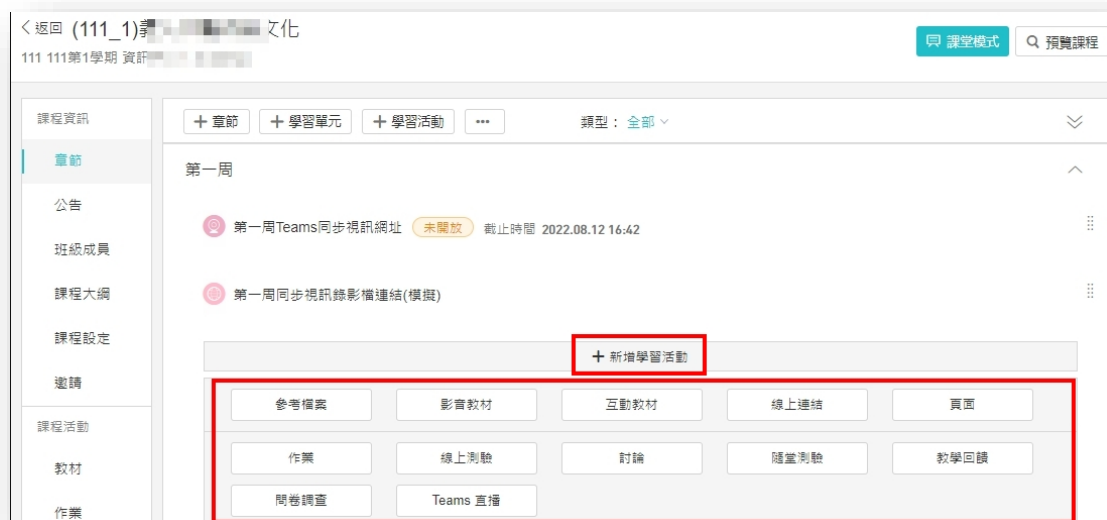 返回 (111_1)義 文化
課堂模式
預覽課程
111 111第1學期 資訊
課程資訊
章節
公告
班級成員
課程大綱
課程設定
邀請
課程活動
教材
作業
+ 章節
+ 學習單元
+ 學習活動
...
類型: 全部
第一周
第一周Teams同步視訊網址 未開放 截止時間 2022.08.12 16:42
第一周同步視訊錄影檔連結(模擬)
+ 新增學習活動
參考檔案 影音教材 互動教材 線上連結 頁面
作業 線上測驗 討論 隨堂測驗 教學回饋
問卷調查 Teams 直播